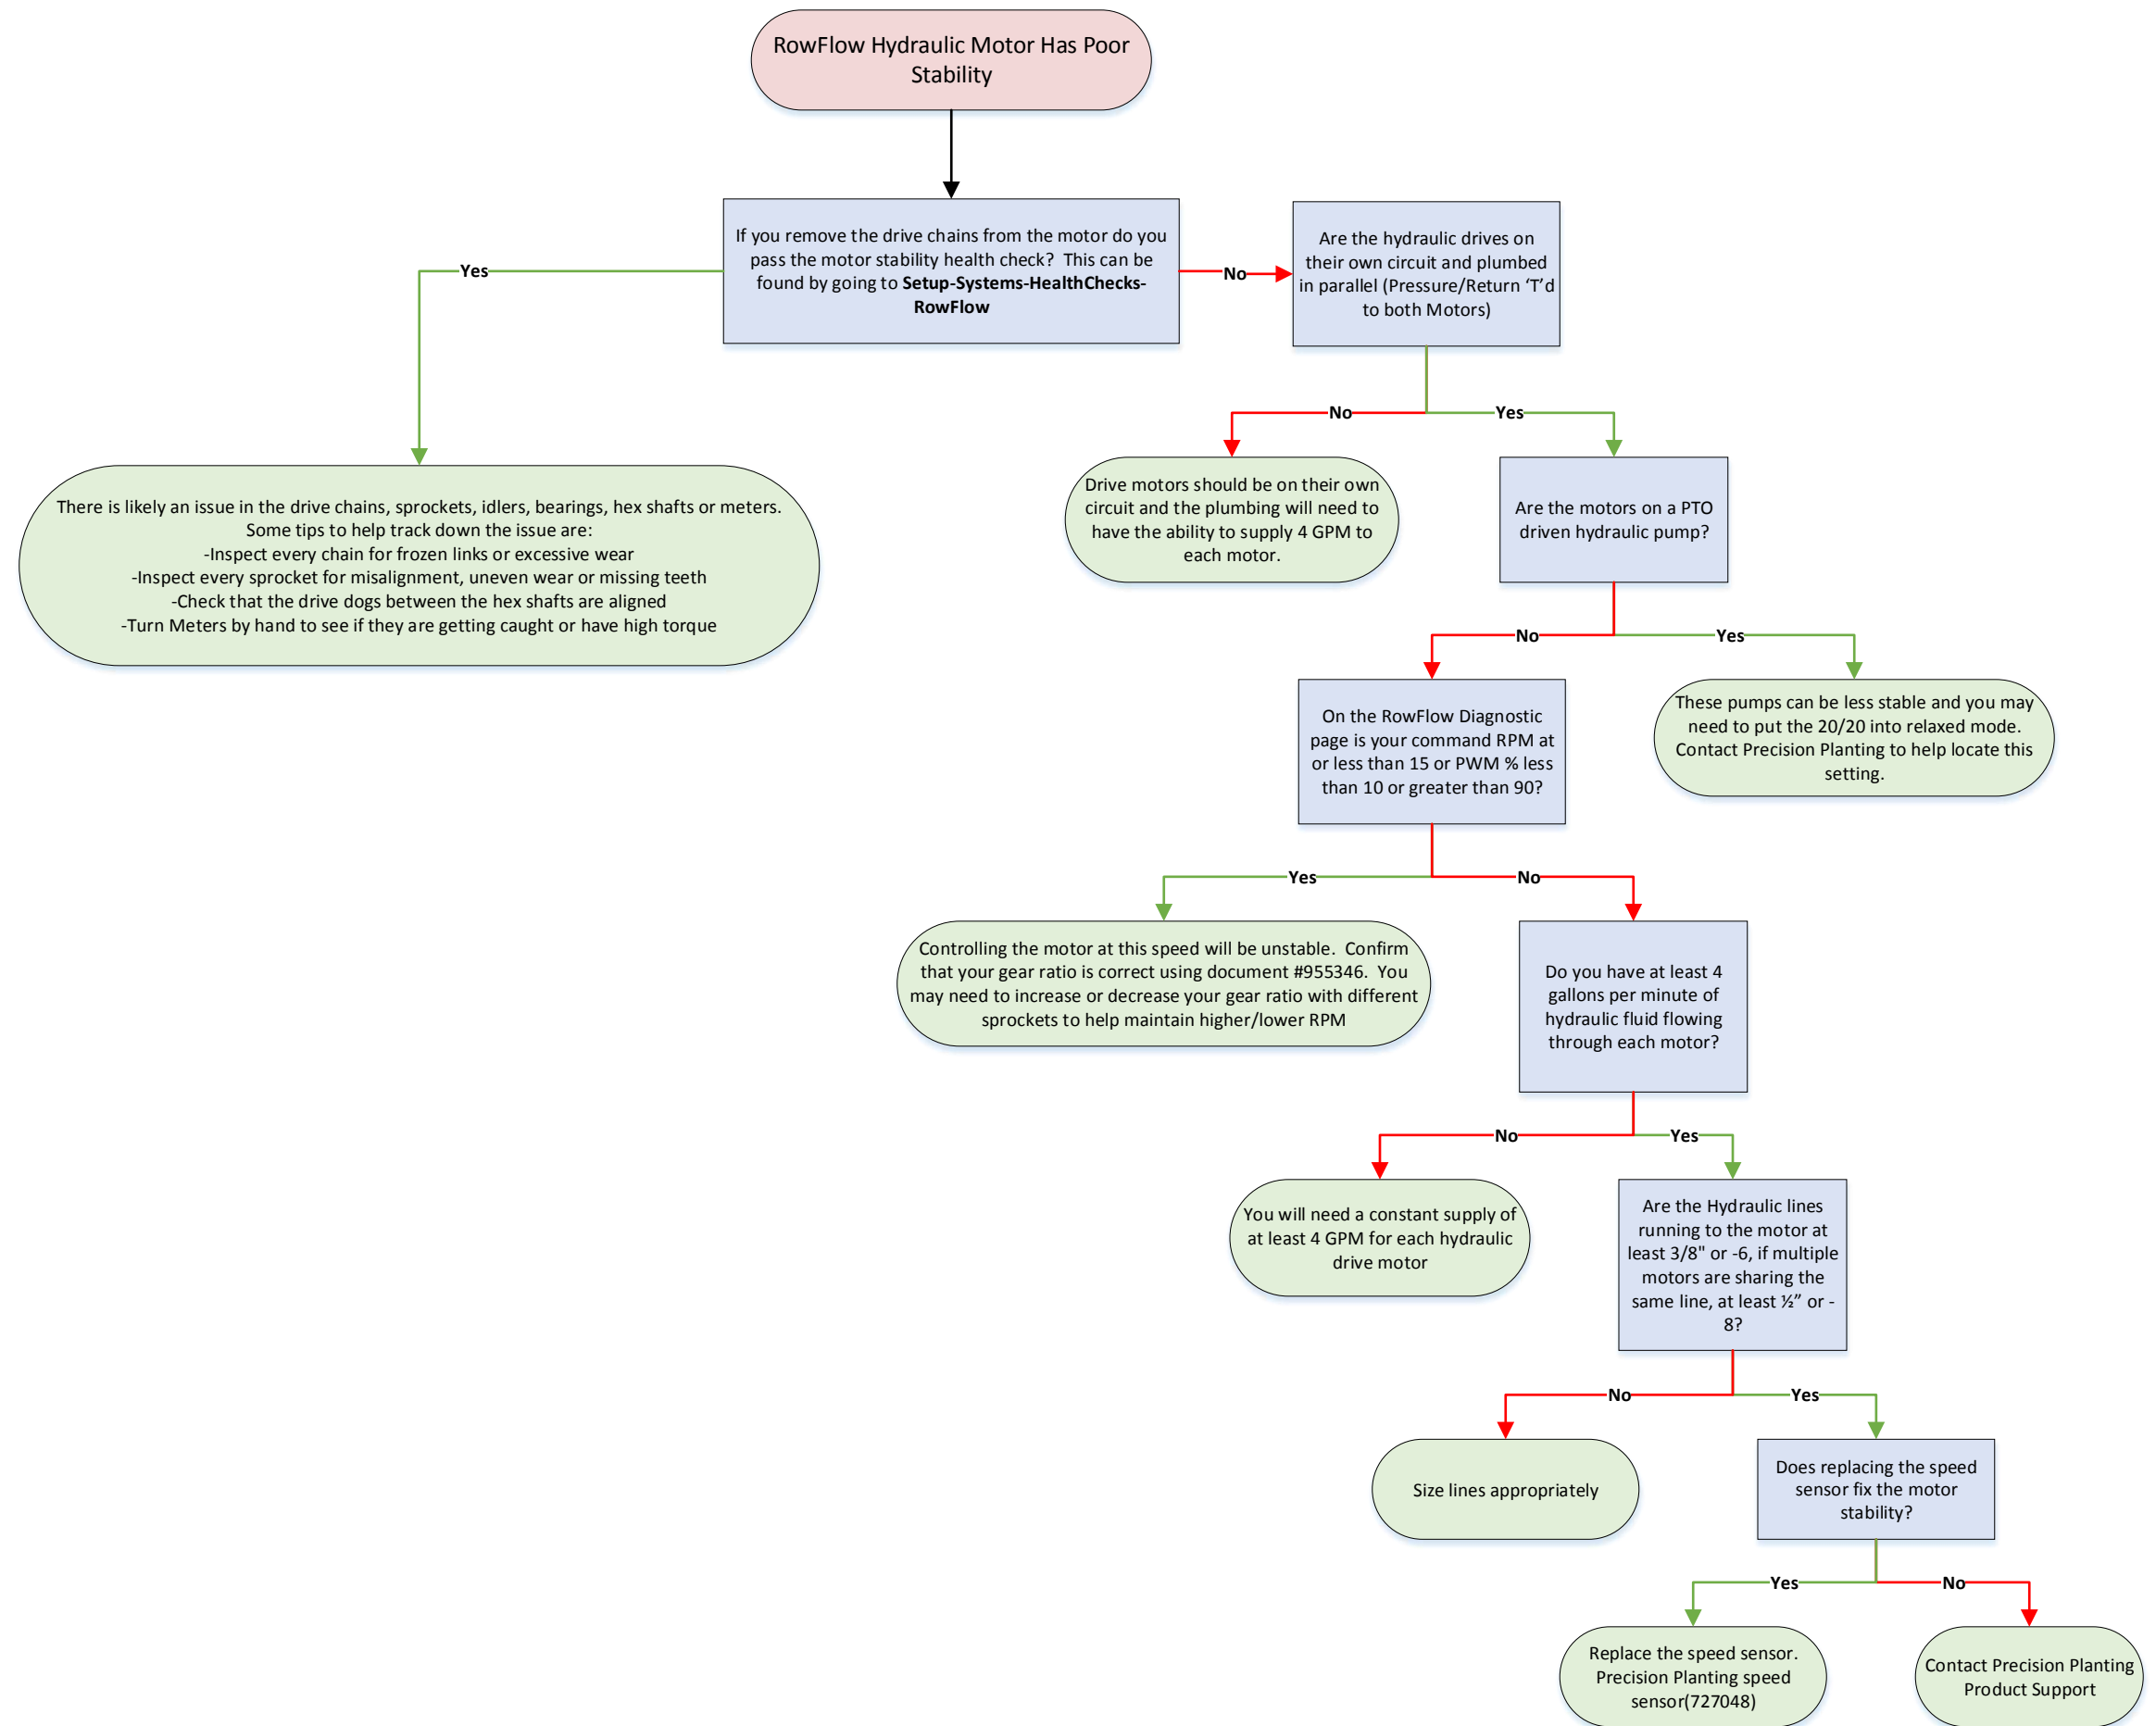 RowFlow Hydraulic Motor Has Poor
Stability
If you remove the drive chains from the motor do you
pass the motor stability health check?  This can be
found by going to Setup-Systems-HealthChecks-
RowFlow
Yes
No
Are the hydraulic drives on
their own circuit and plumbed
in parallel (Pressure/Return ‘T’d
to both Motors)
No
Yes
There is likely an issue in the drive chains, sprockets, idlers, bearings, hex shafts or meters.
Some tips to help track down the issue are:
-Inspect every chain for frozen links or excessive wear
-Inspect every sprocket for misalignment, uneven wear or missing teeth
-Check that the drive dogs between the hex shafts are aligned
-Turn Meters by hand to see if they are getting caught or have high torque
Drive motors should be on their own
circuit and the plumbing will need to
have the ability to supply 4 GPM to
each motor.
Are the motors on a PTO
driven hydraulic pump?
No
Yes
On the RowFlow Diagnostic
page is your command RPM at
or less than 15 or PWM % less
than 10 or greater than 90?
These pumps can be less stable and you may
need to put the 20/20 into relaxed mode.
Contact Precision Planting to help locate this
setting.
Yes
No
Controlling the motor at this speed will be unstable.  Confirm
that your gear ratio is correct using document #955346.  You
may need to increase or decrease your gear ratio with different
sprockets to help maintain higher/lower RPM
Do you have at least 4
gallons per minute of
hydraulic fluid flowing
through each motor?
No
Yes
You will need a constant supply of
at least 4 GPM for each hydraulic
drive motor
Are the Hydraulic lines
running to the motor at
least 3/8" or -6, if multiple
motors are sharing the
same line, at least ½” or -
8?
No
Yes
Size lines appropriately
Does replacing the speed
sensor fix the motor
stability?
Yes
No
Replace the speed sensor.
Precision Planting speed
sensor(727048)
Contact Precision Planting
Product Support